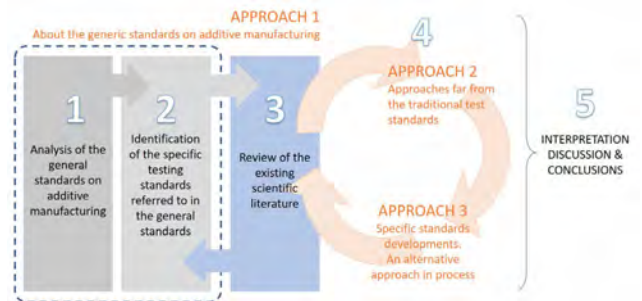 APPROACH 1
About the generic standards on additive manufacturing
1
Analysis of the
general
standards on
additive
manufacturing
2
Identification
of the specific
testing
standards
referred to in
the general
standards
3
Review of the
existing
scientific
literature
4
APPROACH 2
Approaches far from
the traditional test
standards
APPROACH 3
Specific standards
developments.
An alternative
approach in process
5
INTERPRETATION
DISCUSSION &
CONCLUSIONS